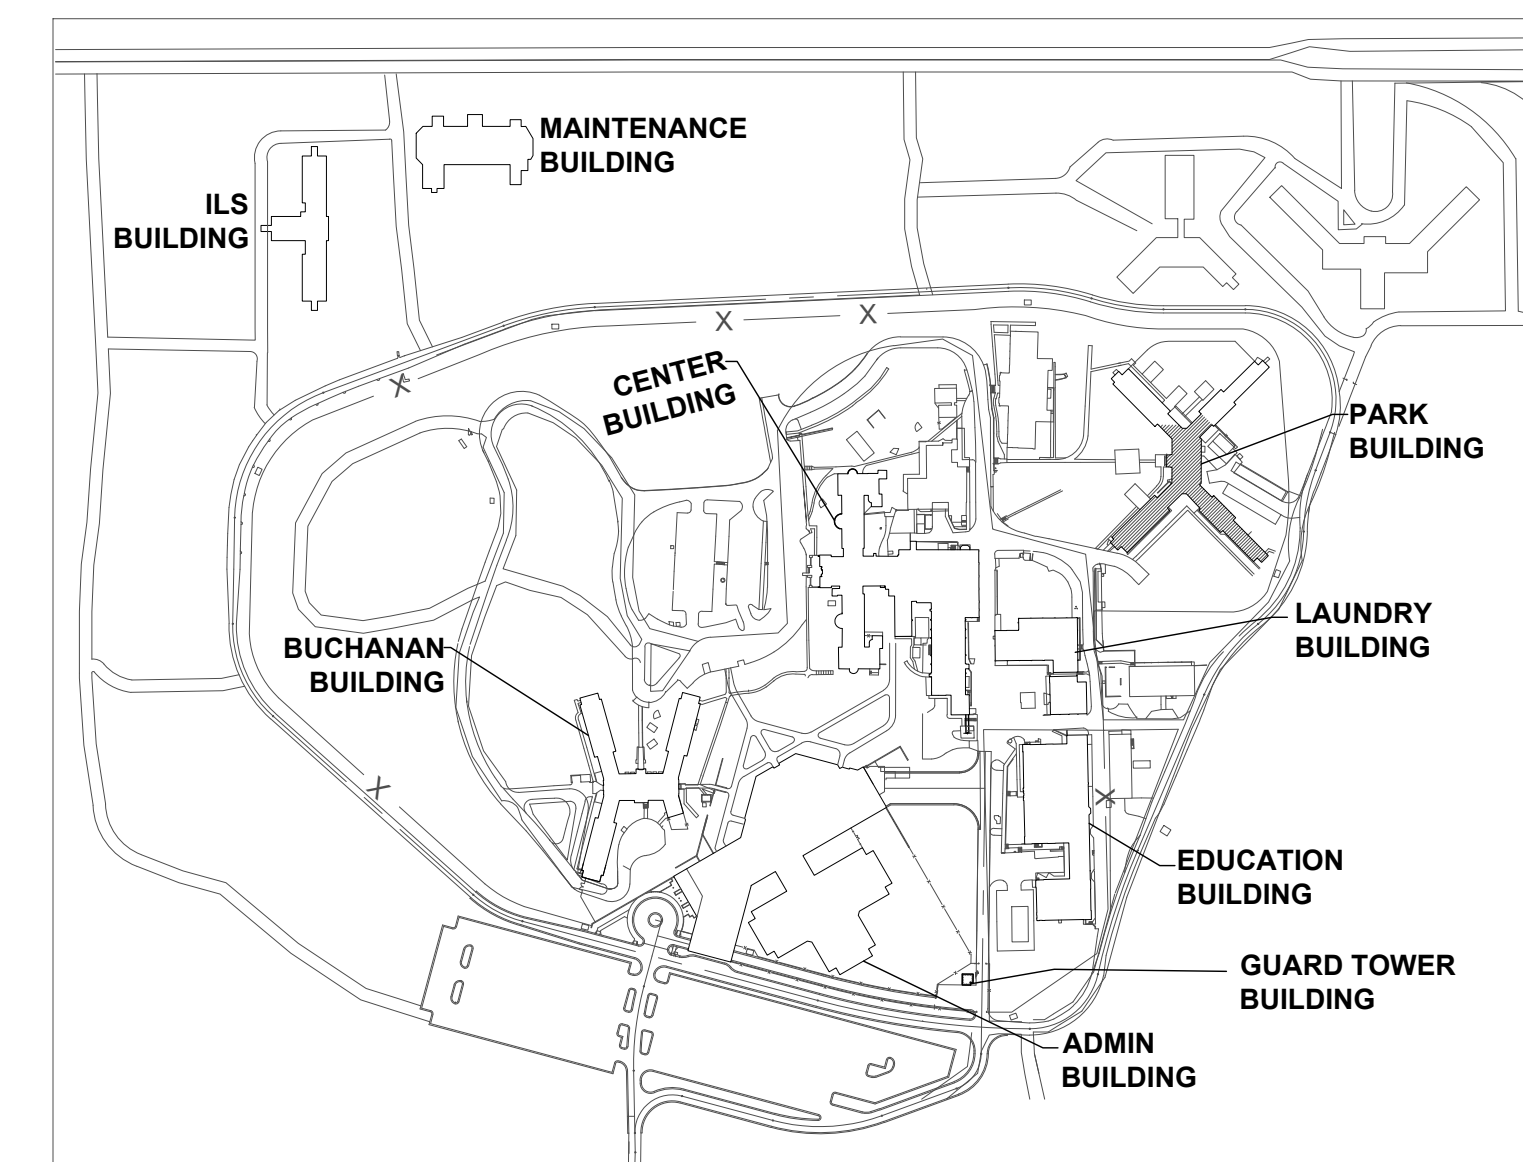 MAINTENANCE
BUILDING
ILS
BUILDING
X
X
X
CENTER
BUILDING
PARK
BUILDING
LAUNDRY
BUILDING
BUCHANAN
BUILDING
X
X
EDUCATION
BUILDING
GUARD TOWER
BUILDING
ADMIN
BUILDING